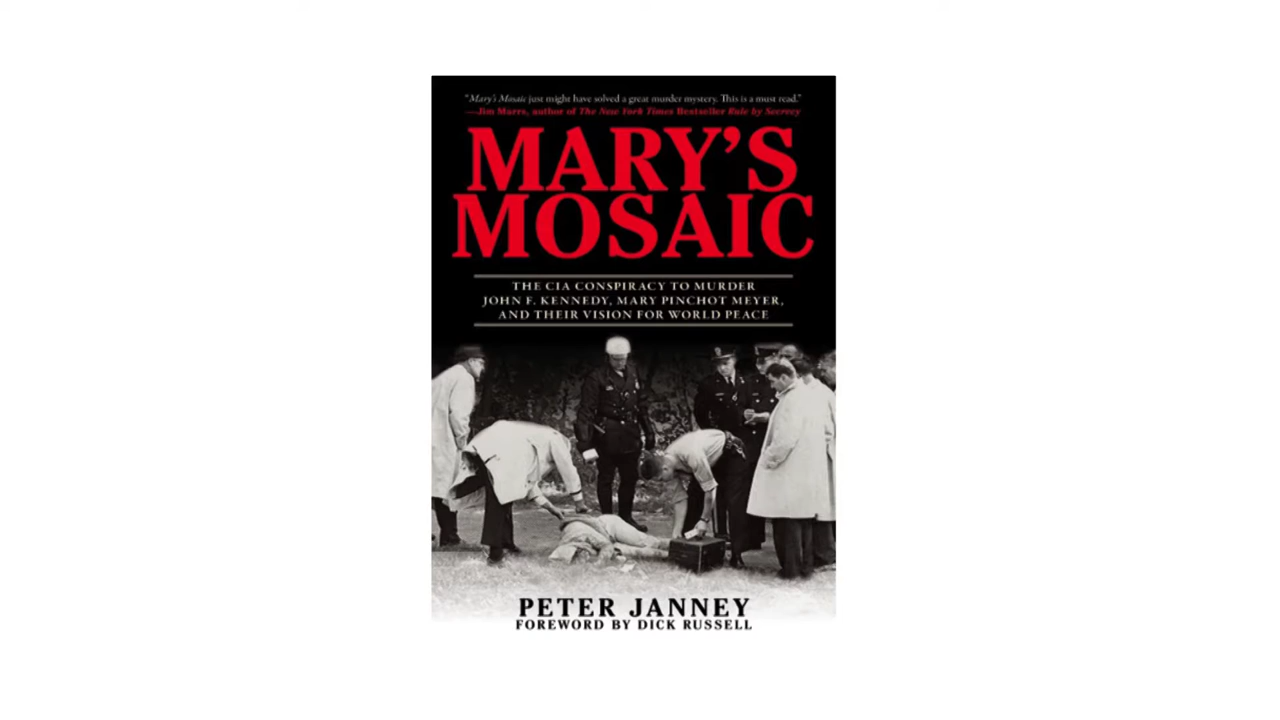 "Mary's Mosaic just might have solved a great murder mystery. This is a must read."
—Jim Marrs, author of The New York Times Bestseller Rule by Secrecy
MARY'S
MOSAIC
THE CIA CONSPIRACY TO MURDER
JOHN F. KENNEDY, MARY PINCHOT MEYER,
AND THEIR VISION FOR WORLD PEACE
PETER JANNEY
FOREWORD BY DICK RUSSELL